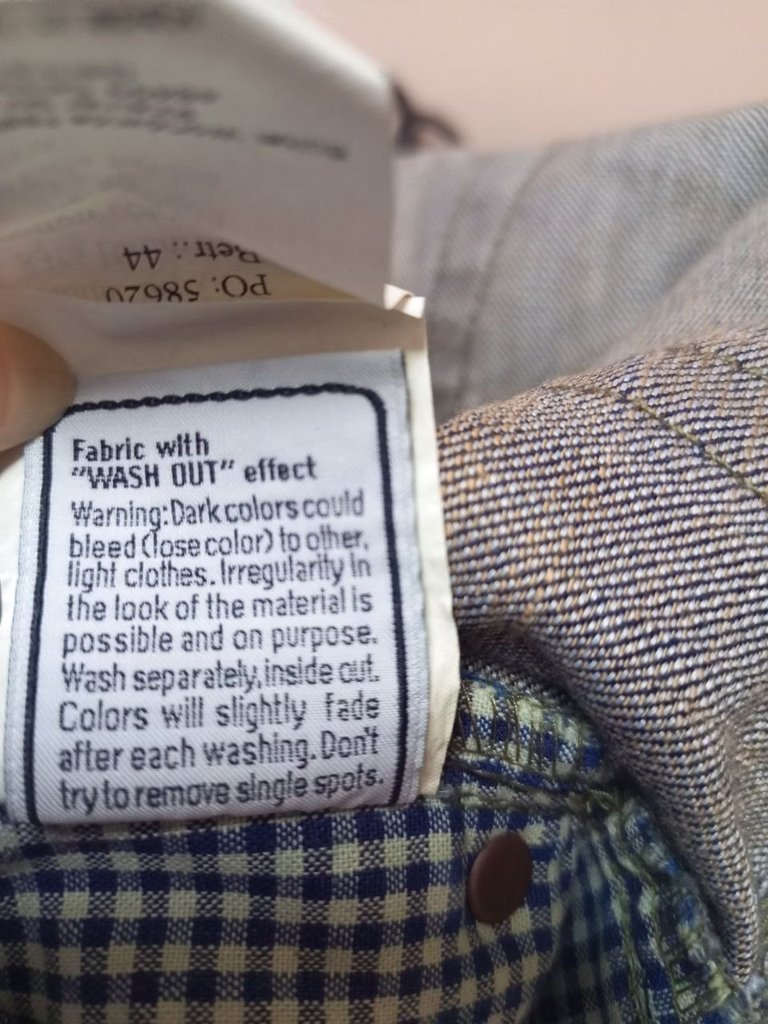 Retr.: 44
PO: 58620
Fabric with
"WASH OUT" effect
Warning: Dark colors could
bleed (lose color) to other,
light clothes. Irregularity in
the look of the material is
possible and on purpose.
Wash separately, inside out.
Colors will slightly fade
after each washing. Don't
try to remove single spots.